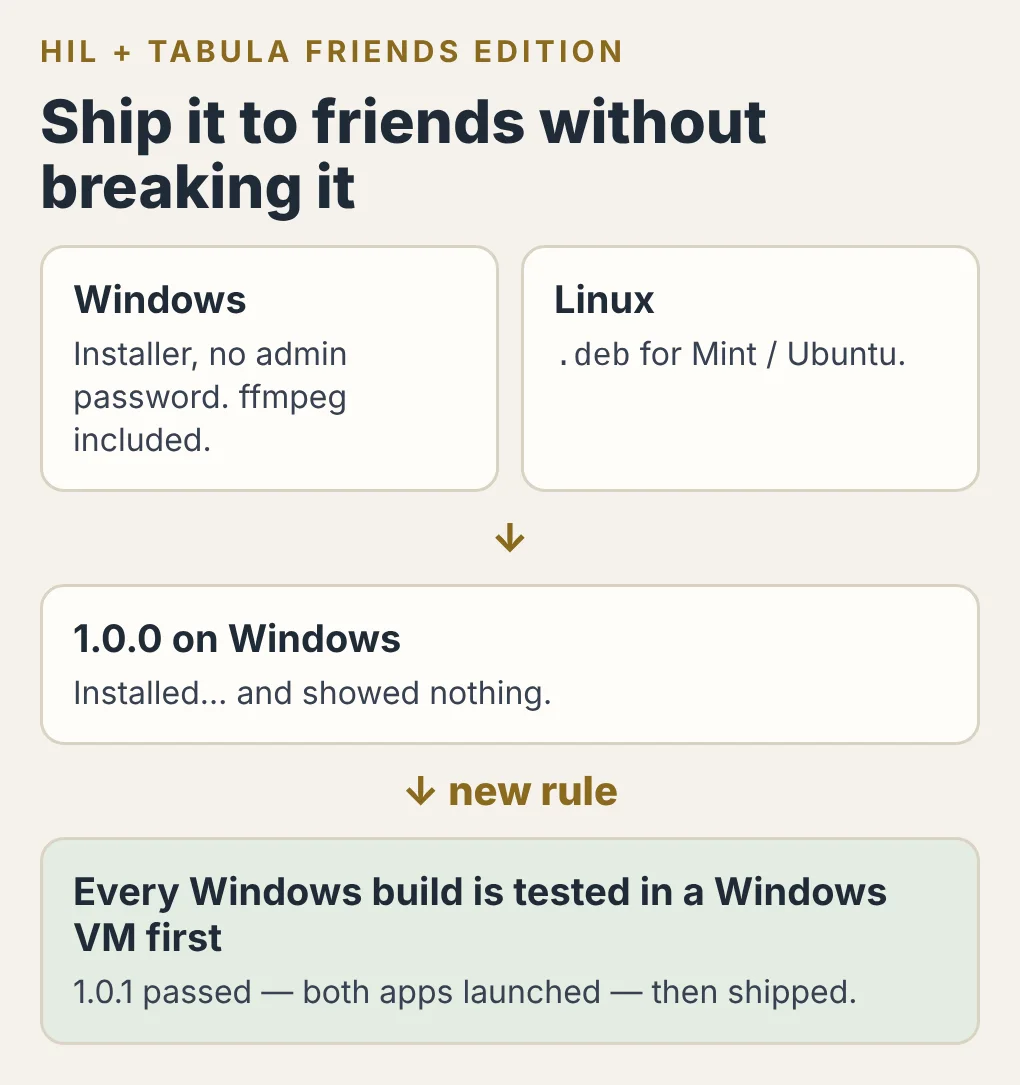 HIL + TABULA FRIENDS EDITION
Ship it to friends without
breaking it
Windows
Installer, no admin
password. ffmpeg
included.
Linux
.deb for Mint / Ubuntu.
↓
1.0.0 on Windows
Installed... and showed nothing.
↓ new rule
Every Windows build is tested in a Windows
VM first
1.0.1 passed — both apps launched — then shipped.